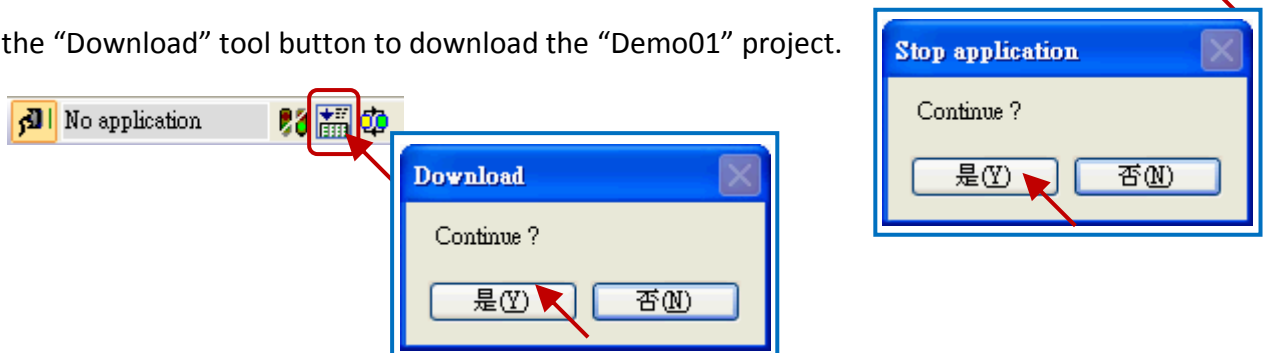 the “Download” tool button to download the “Demo01” project.
No application
Download
Continue ?
是(Y)
否(N)
Stop application
Continue ?
是(Y)
否(N)